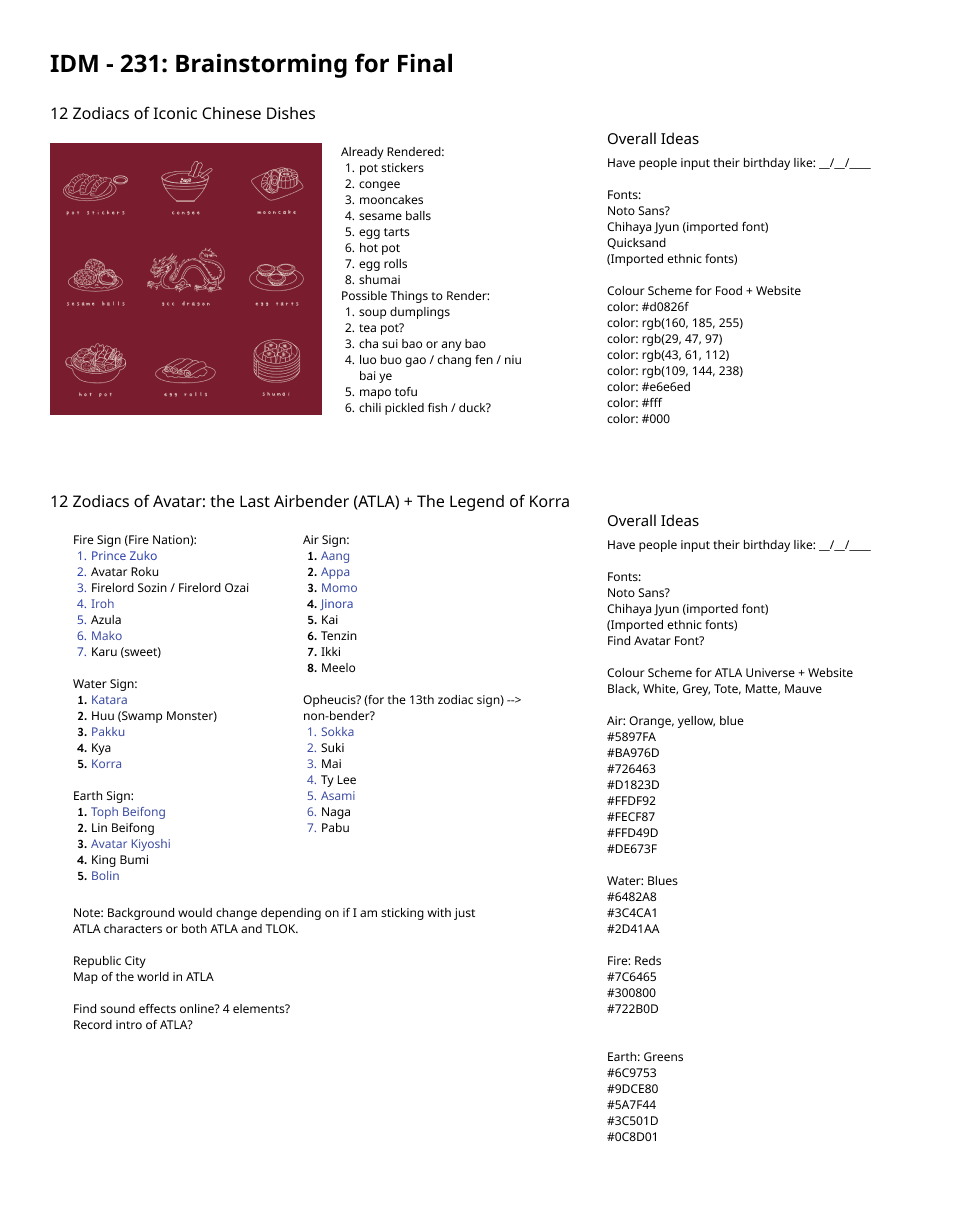 IDM - 231: Brainstorming for Final
12 Zodiacs of Iconic Chinese Dishes
pot stickers
congee
mooncake
sesame balls
gcc dragon
egg tarts
hot pot
egg rolls
shumai
Already Rendered:
1. pot stickers
2. congee
3. mooncakes
4. sesame balls
5. egg tarts
6. hot pot
7. egg rolls
8. shumai
Possible Things to Render:
1. soup dumplings
2. tea pot?
3. cha sui bao or any bao
4. luo buo gao / chang fen / niu
bai ye
5. mapo tofu
6. chili pickled fish / duck?
Overall Ideas
Have people input their birthday like: __/__/____
Fonts:
Noto Sans?
Chihaya Jyun (imported font)
Quicksand
(Imported ethnic fonts)
Colour Scheme for Food + Website
color: #d0826f
color: rgb(160, 185, 255)
color: rgb(29, 47, 97)
color: rgb(43, 61, 112)
color: rgb(109, 144, 238)
color: #e6e6ed
color: #fff
color: #000
12 Zodiacs of Avatar: the Last Airbender (ATLA) + The Legend of Korra
Fire Sign (Fire Nation):
1. Prince Zuko
2. Avatar Roku
3. Firelord Sozin / Firelord Ozai
4. Iroh
5. Azula
6. Mako
7. Karu (sweet)
Water Sign:
1. Katara
2. Huu (Swamp Monster)
3. Pakku
4. Kya
5. Korra
Earth Sign:
1. Toph Beifong
2. Lin Beifong
3. Avatar Kiyoshi
4. King Bumi
5. Bolin
Air Sign:
1. Aang
2. Appa
3. Momo
4. Jinora
5. Kai
6. Tenzin
7. Ikki
8. Meelo
Opheucis? (for the 13th zodiac sign) -->
non-bender?
1. Sokka
2. Suki
3. Mai
4. Ty Lee
5. Asami
6. Naga
7. Pabu
Note: Background would change depending on if I am sticking with just
ATLA characters or both ATLA and TLOK.
Republic City
Map of the world in ATLA
Find sound effects online? 4 elements?
Record intro of ATLA?
Overall Ideas
Have people input their birthday like: __/__/____
Fonts:
Noto Sans?
Chihaya Jyun (imported font)
(Imported ethnic fonts)
Find Avatar Font?
Colour Scheme for ATLA Universe + Website
Black, White, Grey, Tote, Matte, Mauve
Air: Orange, yellow, blue
#5897FA
#BA976D
#726463
#D1823D
#FFDF92
#FECF87
#FFD49D
#DE673F
Water: Blues
#6482A8
#3C4CA1
#2D41AA
Fire: Reds
#7C6465
#300800
#722B0D
Earth: Greens
#6C9753
#9DCE80
#5A7F44
#3C501D
#0C8D01